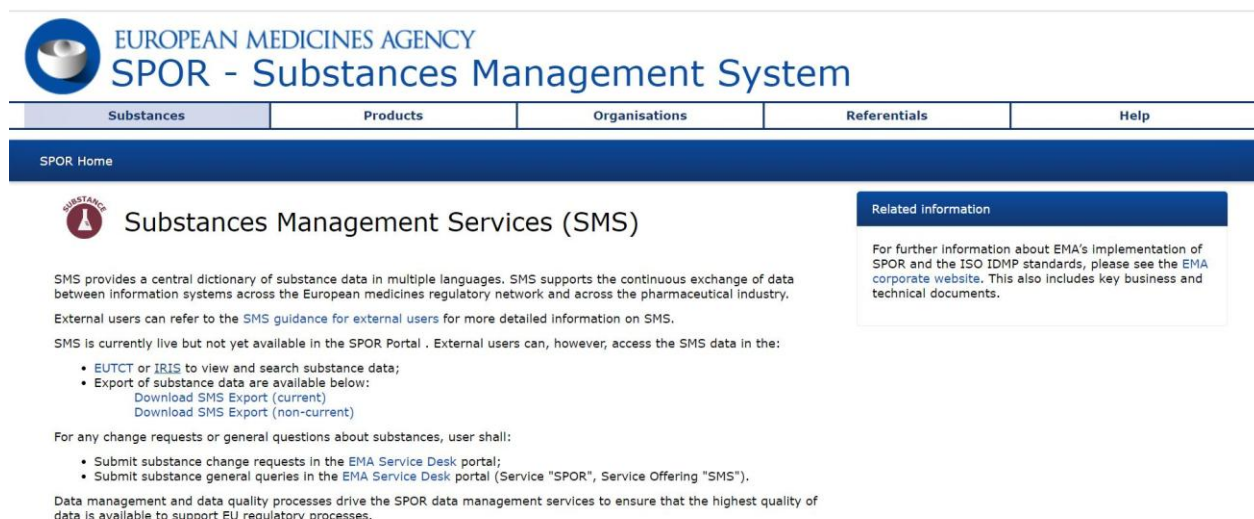 EUROPEAN MEDICINES AGENCY
SPOR - Substances Management System
Substances Products Organisations Referentials Help
SPOR Home
SUBSTANCE
Substances Management Services (SMS)
SMS provides a central dictionary of substance data in multiple languages. SMS supports the continuous exchange of data
between information systems across the European medicines regulatory network and across the pharmaceutical industry.
External users can refer to the SMS guidance for external users for more detailed information on SMS.
SMS is currently live but not yet available in the SPOR Portal . External users can, however, access the SMS data in the:
• EUTCT or IRIS to view and search substance data;
• Export of substance data are available below:
Download SMS Export (current)
Download SMS Export (non-current)
For any change requests or general questions about substances, user shall:
• Submit substance change requests in the EMA Service Desk portal;
• Submit substance general queries in the EMA Service Desk portal (Service "SPOR", Service Offering "SMS").
Data management and data quality processes drive the SPOR data management services to ensure that the highest quality of
data is available to support EU regulatory processes.
Related information
For further information about EMA's implementation of
SPOR and the ISO IDMP standards, please see the EMA
corporate website. This also includes key business and
technical documents.